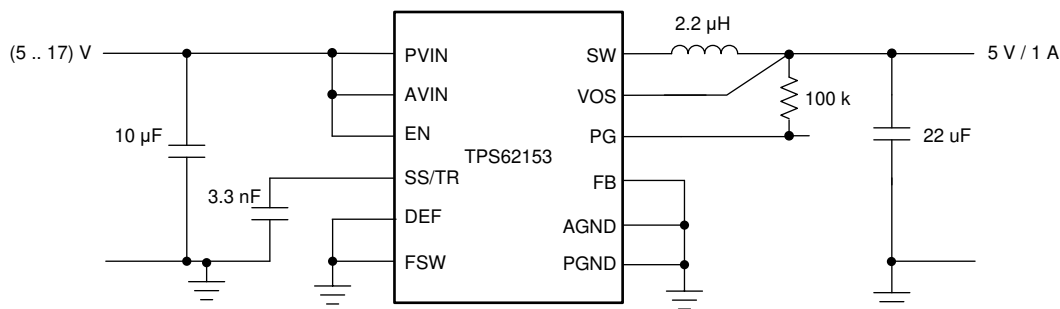 (5 .. 17) V
10 µF
3.3 nF
PVIN
AVIN
EN
SS/TR
DEF
FSW
TPS62153
SW
VOS
PG
FB
AGND
PGND
2.2 µH
100 k
22 uF
5 V / 1 A